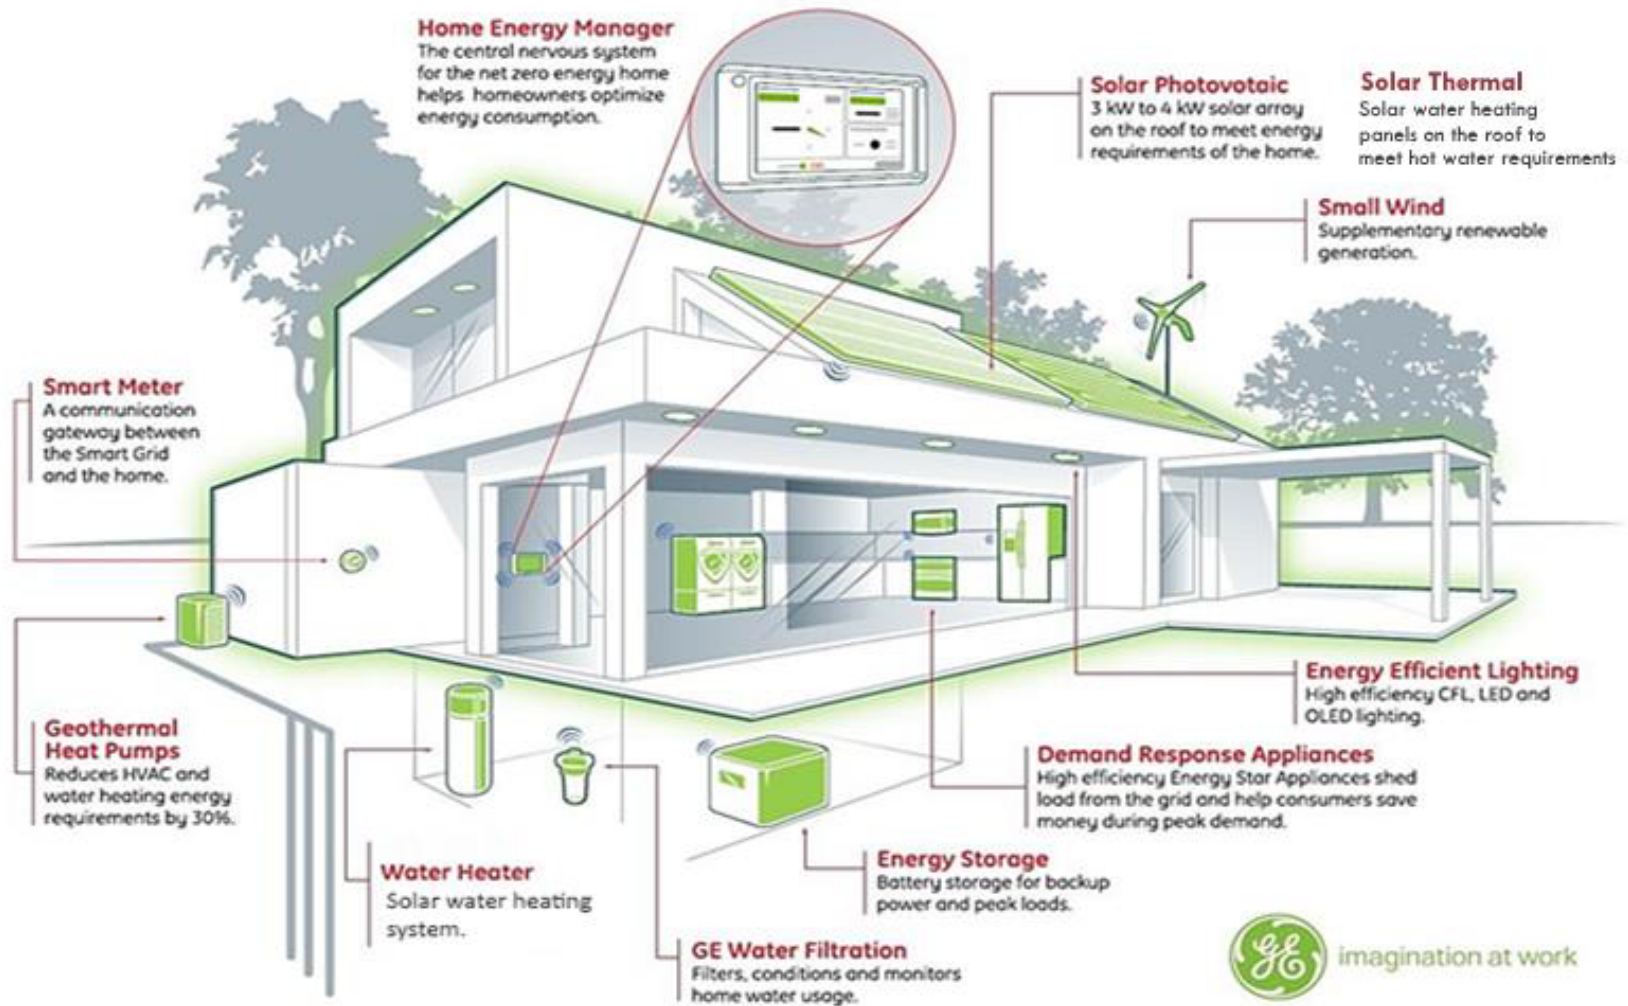 Home Energy Manager
The central nervous system
for the net zero energy home
helps homeowners optimize
energy consumption.
Solar Photovotaic
3 kW to 4 kW solar array
on the roof to meet energy
requirements of the home.
Solar Thermal
Solar water heating
panels on the roof to
meet hot water requirements
Small Wind
Supplementary renewable
generation.
Smart Meter
A communication
gateway between
the Smart Grid
and the home.
Geothermal
Heat Pumps
Reduces HVAC and
water heating energy
requirements by 30%.
Energy Efficient Lighting
High efficiency CFL, LED and
OLED lighting.
Demand Response Appliances
High efficiency Energy Star Appliances shed
load from the grid and help consumers save
money during peak demand.
Energy Storage
Battery storage for backup
power and peak loads.
Water Heater
Solar water heating
system.
GE Water Filtration
Filters, conditions and monitors
home water usage.
GE
imagination at work